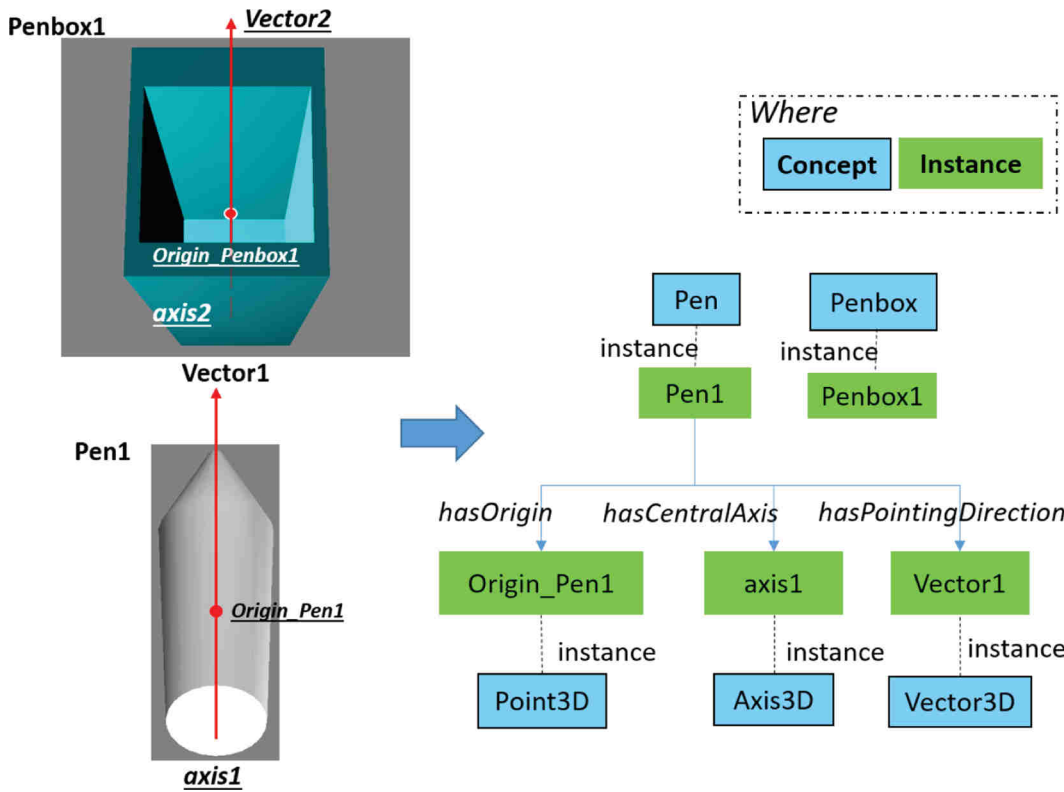 Penbox1
Vector2
Origin_Penbox1
axis2
Vector1
Pen1
Origin_Pen1
axis1
Where
Concept
Instance
Pen
Penbox
instance
instance
Pen1
Penbox1
hasOrigin
hasCentralAxis
hasPointingDirection
Origin_Pen1
axis1
Vector1
instance
instance
instance
Point3D
Axis3D
Vector3D